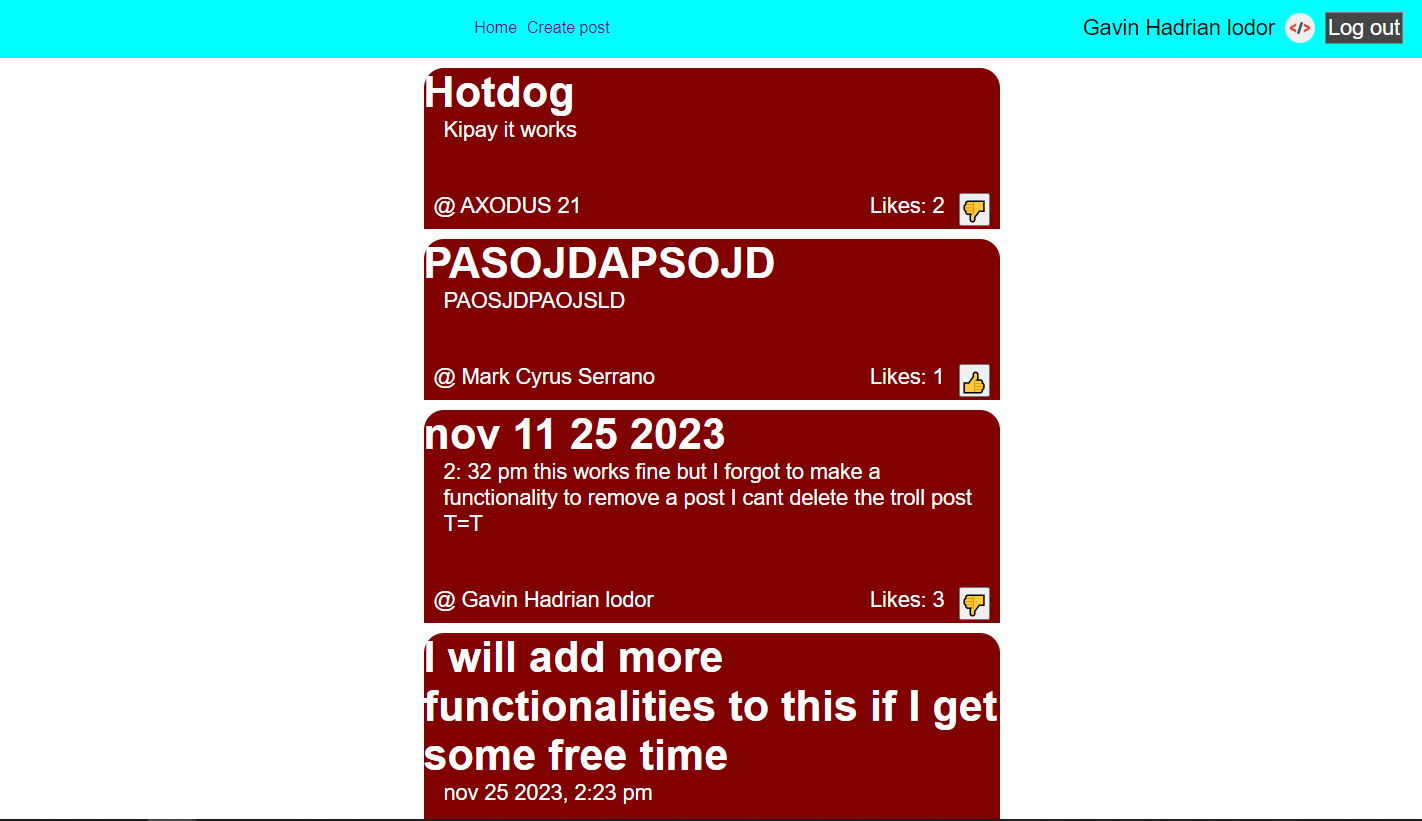 Home Create post Gavin Hadrian Iodor </> Log out
Hotdog
Kipay it works
@ AXODUS 21 Likes: 2
PASOJDAPSOJD
PAOSJDPAOJSLD
@ Mark Cyrus Serrano Likes: 1
nov 11 25 2023
2: 32 pm this works fine but I forgot to make a
functionality to remove a post I cant delete the troll post
T=T
@ Gavin Hadrian Iodor Likes: 3
I will add more
functionalities to this if I get
some free time
nov 25 2023, 2:23 pm